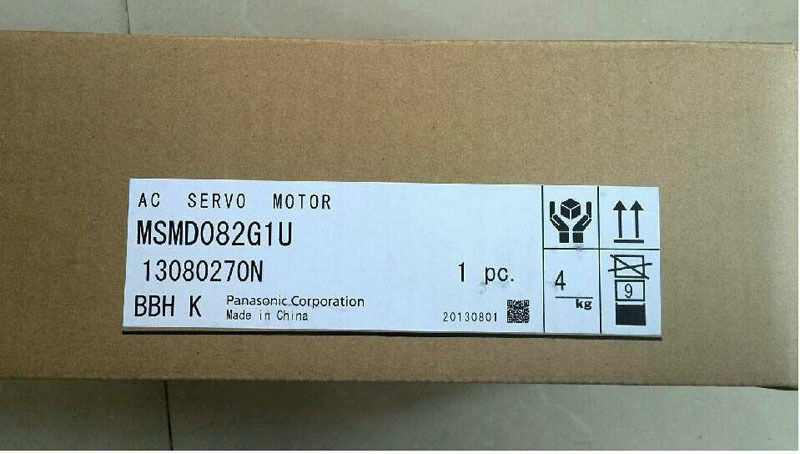 AC SERVO MOTOR
MSMD082G1U
13080270N 1 pc.
BBH K Panasonic Corporation
Made in China 20130801
4
kg
9